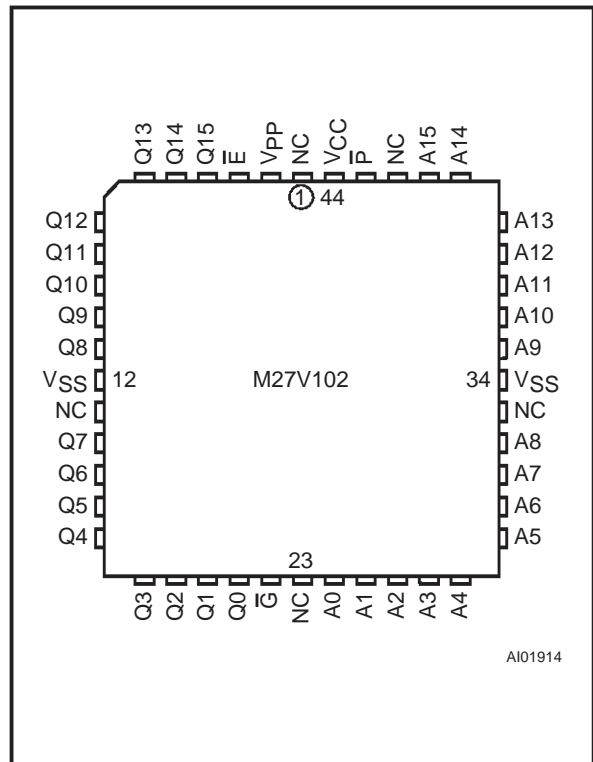 Q13
Q14
Q15
E̅
VPP
NC
VCC
P̅
NC
A15
A14
1 44
Q12
Q11
Q10
Q9
Q8
VSS
NC
Q7
Q6
Q5
Q4
12
M27V102
34
A13
A12
A11
A10
A9
VSS
NC
A8
A7
A6
A5
23
Q3
Q2
Q1
Q0
G̅
NC
A0
A1
A2
A3
A4
AI01914